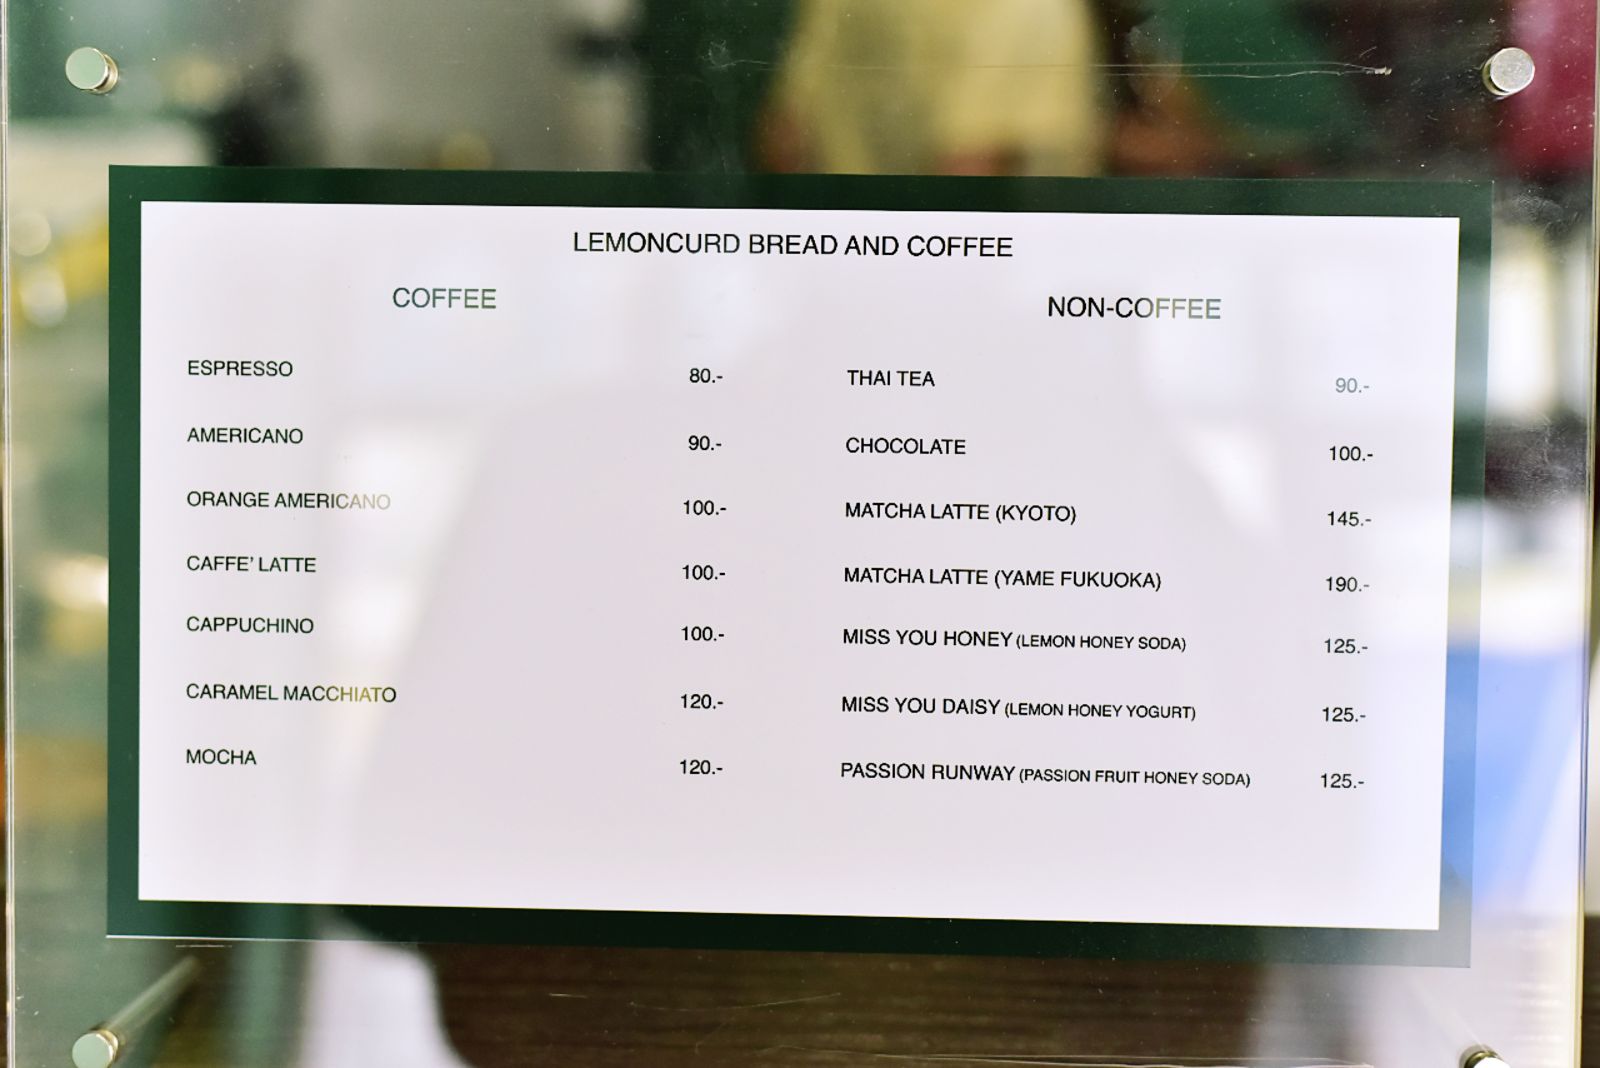 LEMONCURD BREAD AND COFFEE
COFFEE
ESPRESSO 80.-
AMERICANO 90.-
ORANGE AMERICANO 100.-
CAFFE' LATTE 100.-
CAPPUCHINO 100.-
CARAMEL MACCHIATO 120.-
MOCHA 120.-
NON-COFFEE
THAI TEA 90.-
CHOCOLATE 100.-
MATCHA LATTE (KYOTO) 145.-
MATCHA LATTE (YAME FUKUOKA) 190.-
MISS YOU HONEY (LEMON HONEY SODA) 125.-
MISS YOU DAISY (LEMON HONEY YOGURT) 125.-
PASSION RUNWAY (PASSION FRUIT HONEY SODA) 125.-